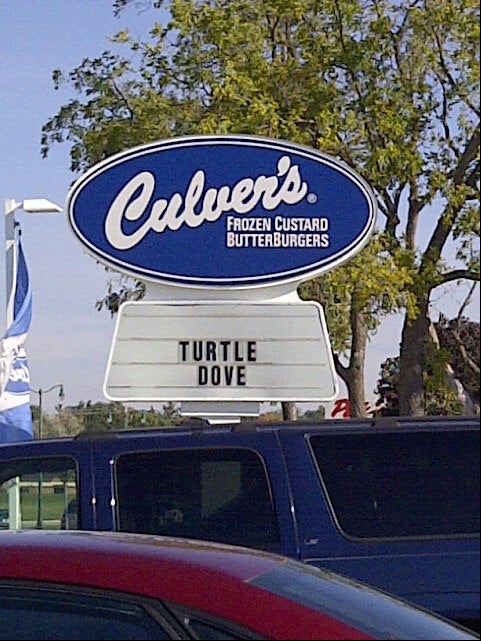 Culver's®
FROZEN CUSTARD
BUTTERBURGERS
TURTLE
DOVE